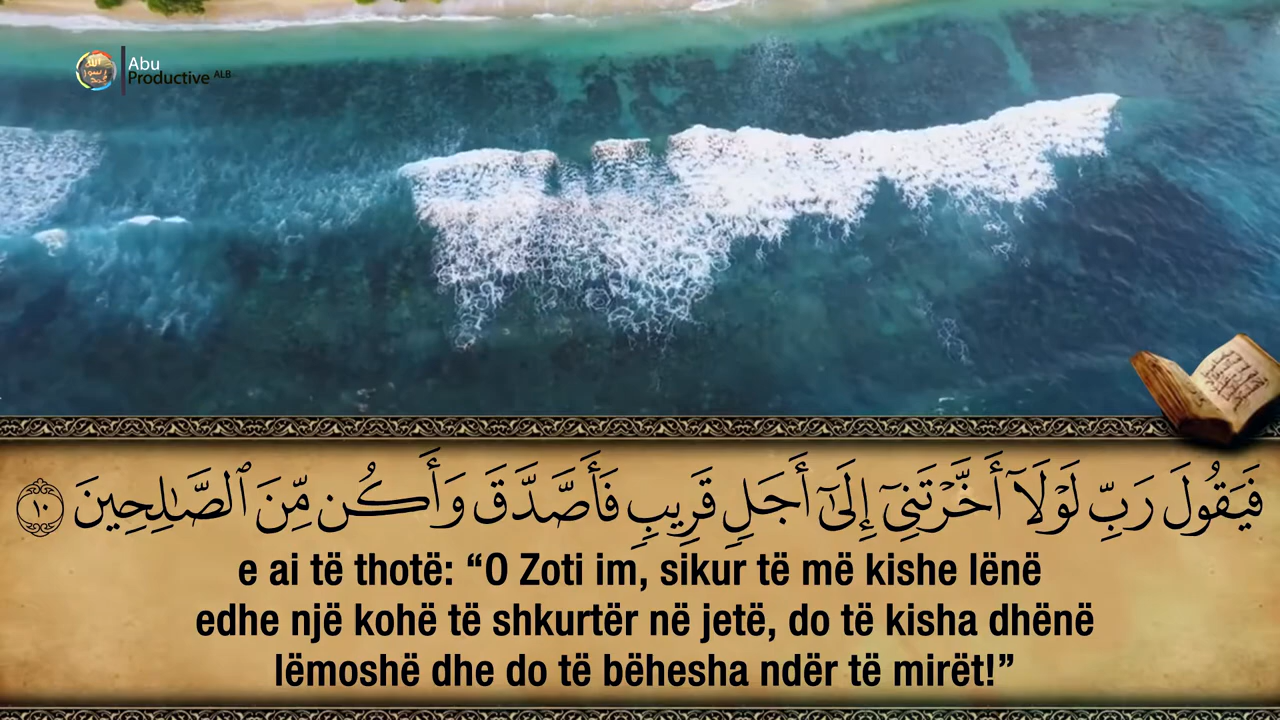 Abu
Productive ALB
فَيَقُولَ رَبِّ لَوْلَآ أَخَّرْتَنِىٓ إِلَىٰٓ أَجَلٍ قَرِيبٍ فَأَصَّدَّقَ وَأَكُن مِّنَ ٱلصَّـٰلِحِينَ ١٠
e ai të thotë: “O Zoti im, sikur të më kishe lënë
edhe një kohë të shkurtër në jetë, do të kisha dhënë
lëmoshë dhe do të bëhesha ndër të mirët!”